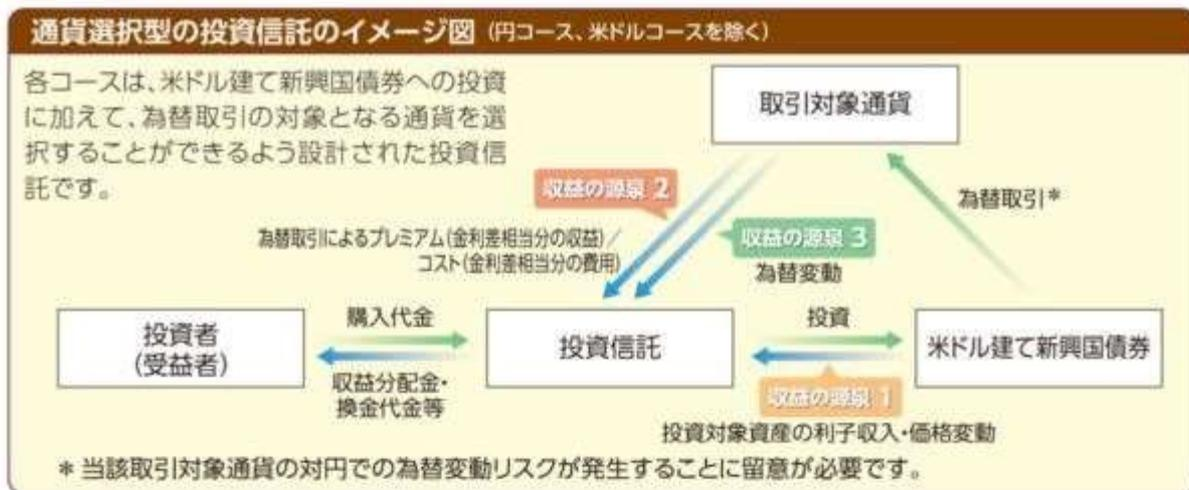 通貨選択型の投資信託のイメージ図 (円コース、米ドルコースを除く)
各コースは、米ドル建て新興国債券への投資
に加えて、為替取引の対象となる通貨を選
択することができるよう設計された投資信
託です。
取引対象通貨
収益の源泉 2
為替取引*
為替取引によるプレミアム(金利差相当分の収益)/
コスト(金利差相当分の費用)
収益の源泉 3
為替変動
投資者
(受益者)
購入代金
収益分配金・
換金代金等
投資信託
投資
収益の源泉 1
投資対象資産の利子収入・価格変動
米ドル建て新興国債券
* 当該取引対象通貨の対円での為替変動リスクが発生することに留意が必要です。